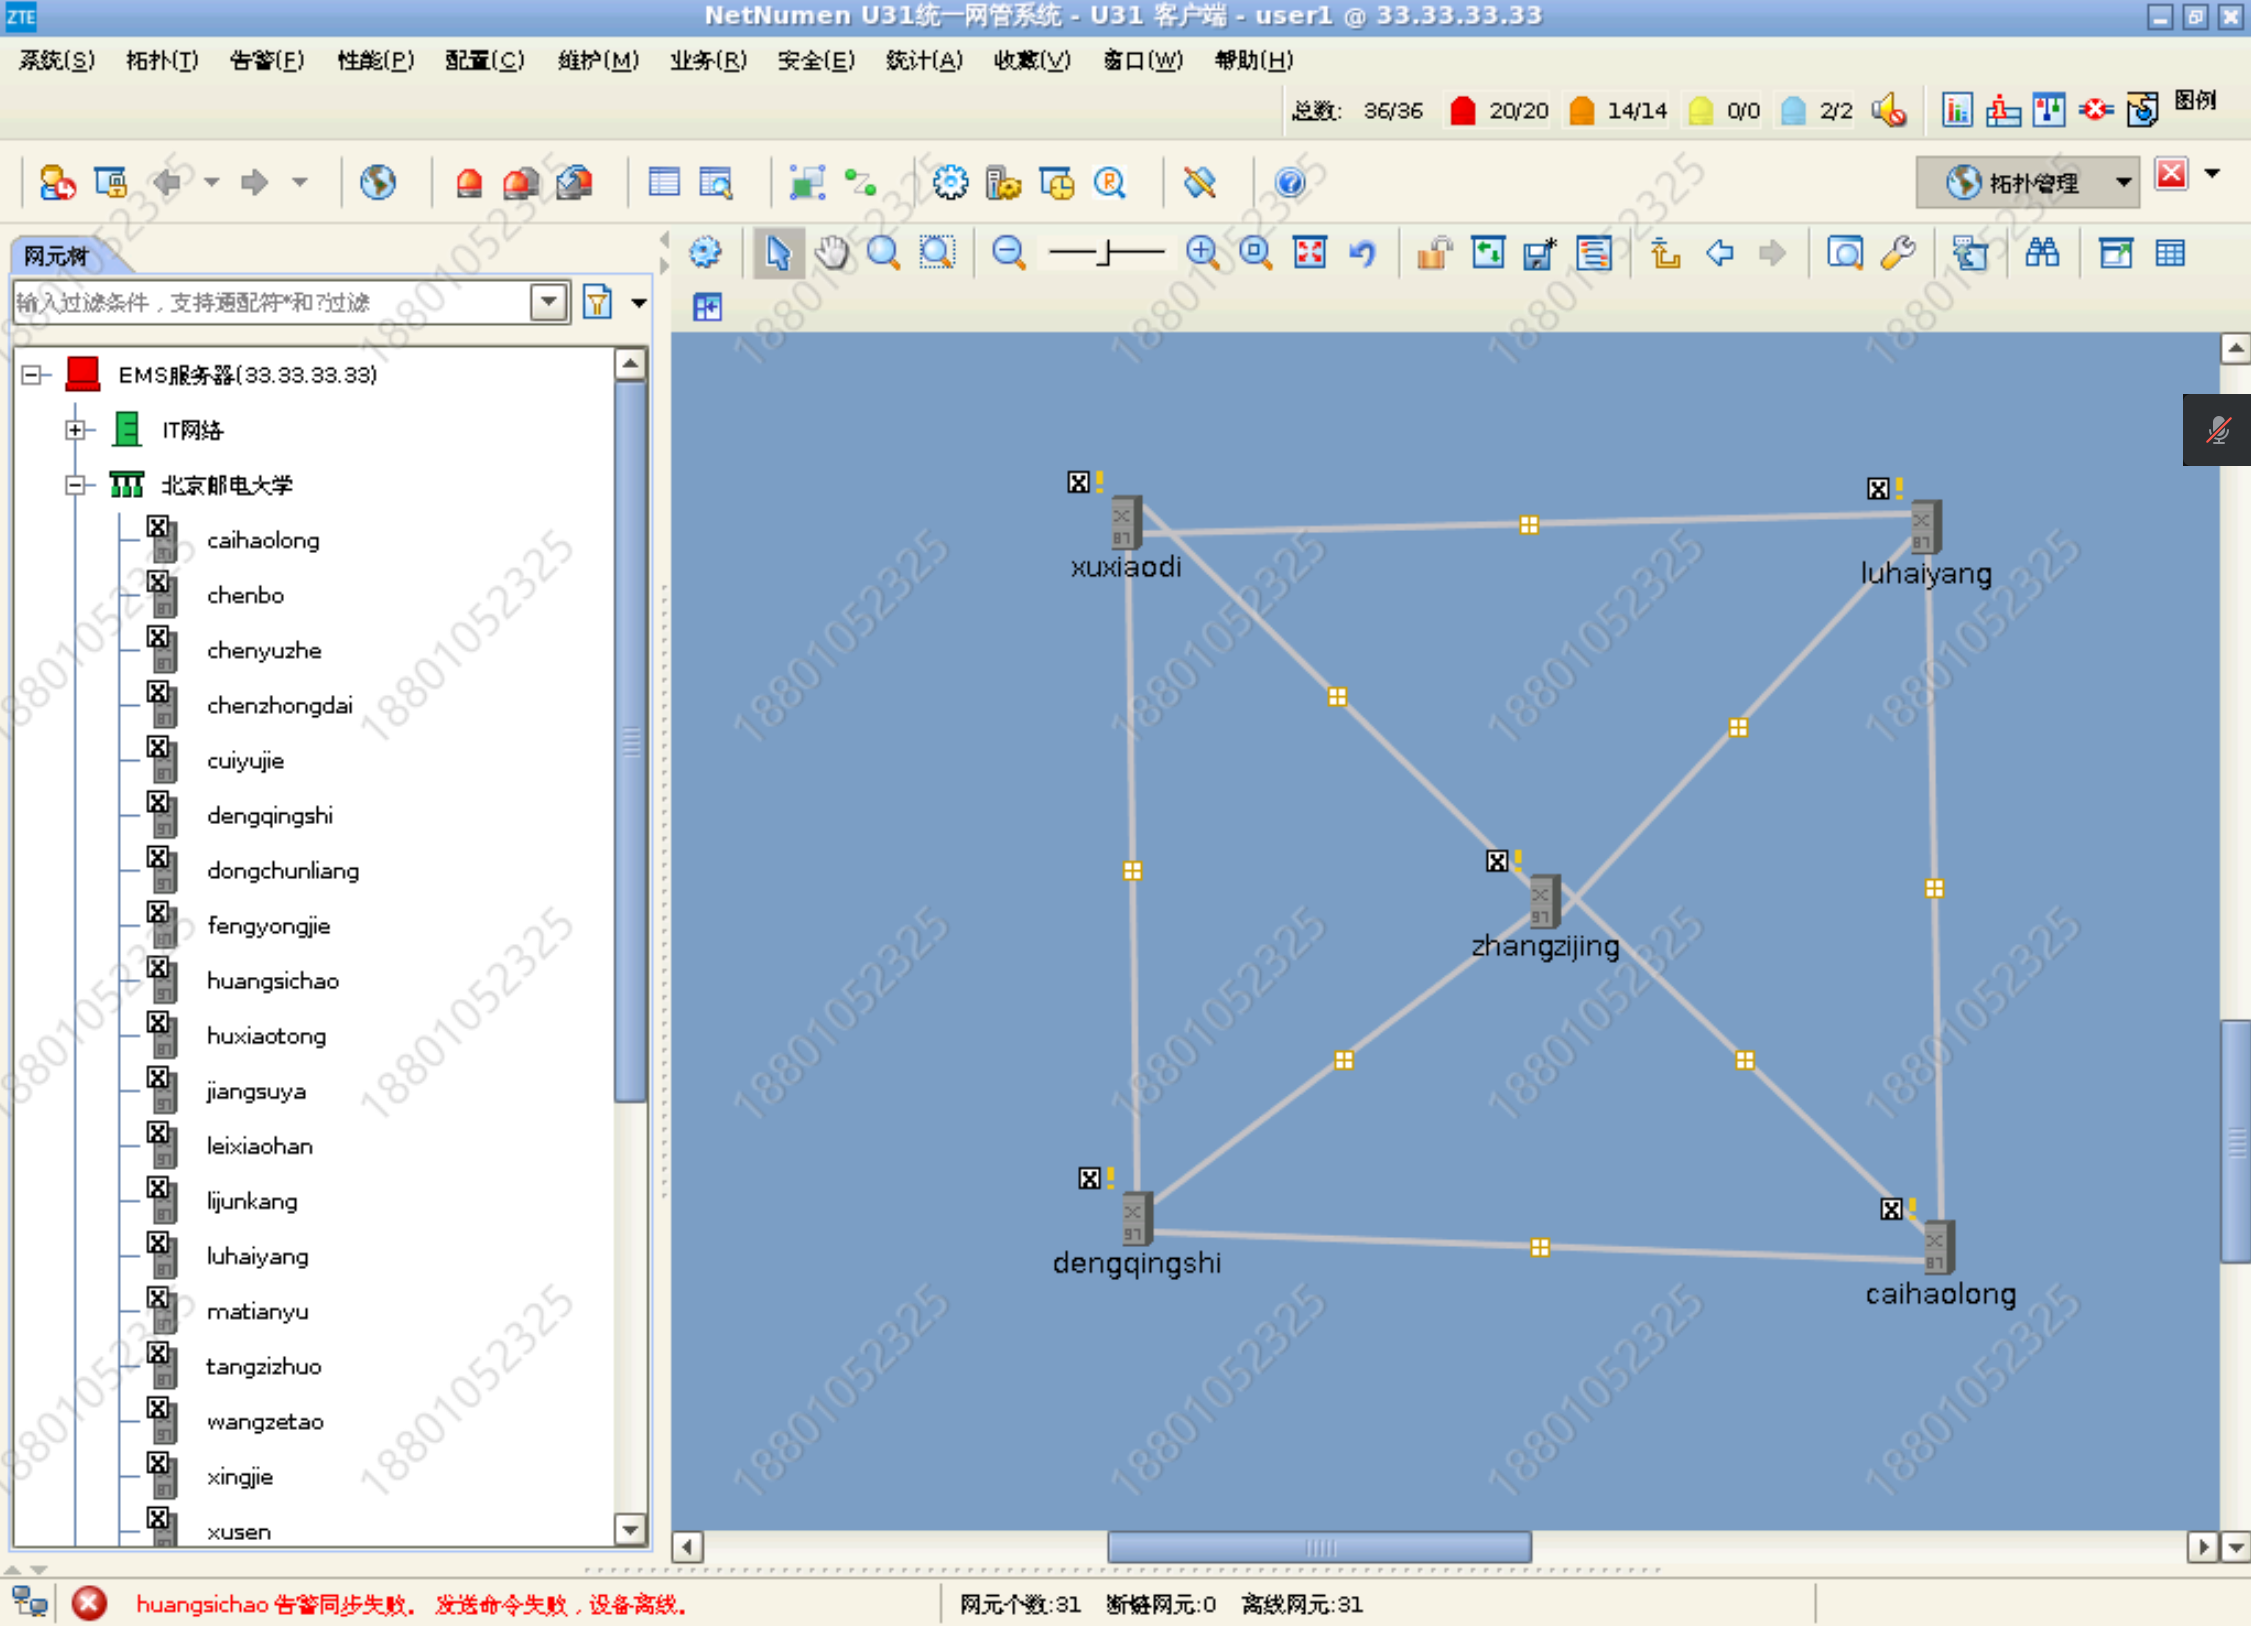 ZTE NetNumen U31统一网管系统 - U31 客户端 - user1 @ 33.33.33.33
系统(S) 拓扑(T) 告警(F) 性能(P) 配置(C) 维护(M) 业务(R) 安全(E) 统计(A) 收藏(V) 窗口(W) 帮助(H)
总数: 36/36 20/20 14/14 0/0 2/2 图例
拓扑管理
网元树
输入过滤条件，支持通配符*和?过滤
EMS服务器(33.33.33.33)
IT网络
北京邮电大学
caihaolong
chenbo
chenyuzhe
chenzhongdai
cuiyujie
dengqingshi
dongchunliang
fengyongjie
huangsichao
huxiaotong
jiangsuya
leixiaohan
lijunkang
luhaiyang
matianyu
tangzizhuo
wangzetao
xingjie
xusen
xuxiaodi
luhaiyang
zhangzijing
dengqingshi
caihaolong
huangsichao 告警同步失败。 发送命令失败，设备离线。
网元个数:31 断链网元:0 离线网元:31
18801052325